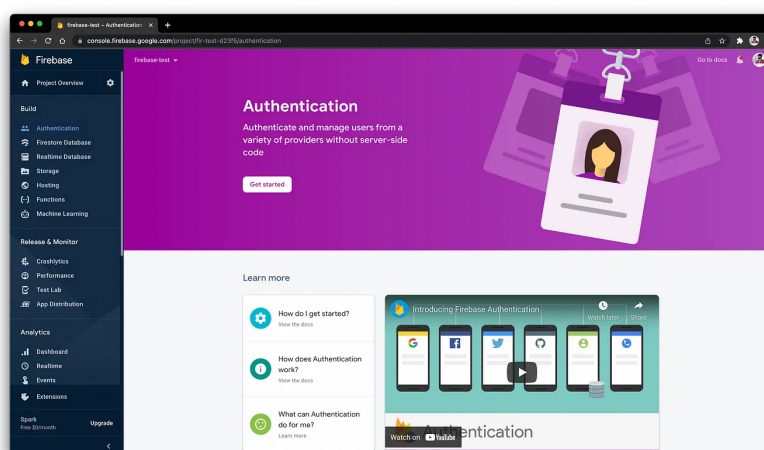 firebase-test – Authentication
console.firebase.google.com/project/fir-test-d23f5/authentication
Firebase
firebase-test
Go to docs
Project Overview
Build
Authentication
Firestore Database
Realtime Database
Storage
Hosting
Functions
Machine Learning
Release & Monitor
Crashlytics
Performance
Test Lab
App Distribution
Analytics
Dashboard
Realtime
Events
Extensions
Spark
Free $0/month
Upgrade
Authentication
Authenticate and manage users from a
variety of providers without server-side
code
Get started
Learn more
How do I get started?
View the docs
How does Authentication
work?
View the docs
What can Authentication
do for me?
Learn more
Introducing Firebase Authentication
Watch later
Share
Watch on YouTube
entication